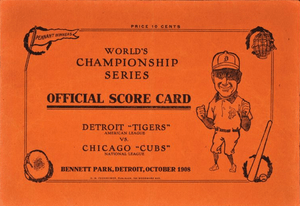 PRICE 10 CENTS
PENNANT WINNERS
WORLD'S
CHAMPIONSHIP
SERIES
OFFICIAL SCORE CARD
DETROIT "TIGERS"
AMERICAN LEAGUE
VS.
CHICAGO "CUBS"
NATIONAL LEAGUE
D
BENNETT PARK, DETROIT, OCTOBER 1908